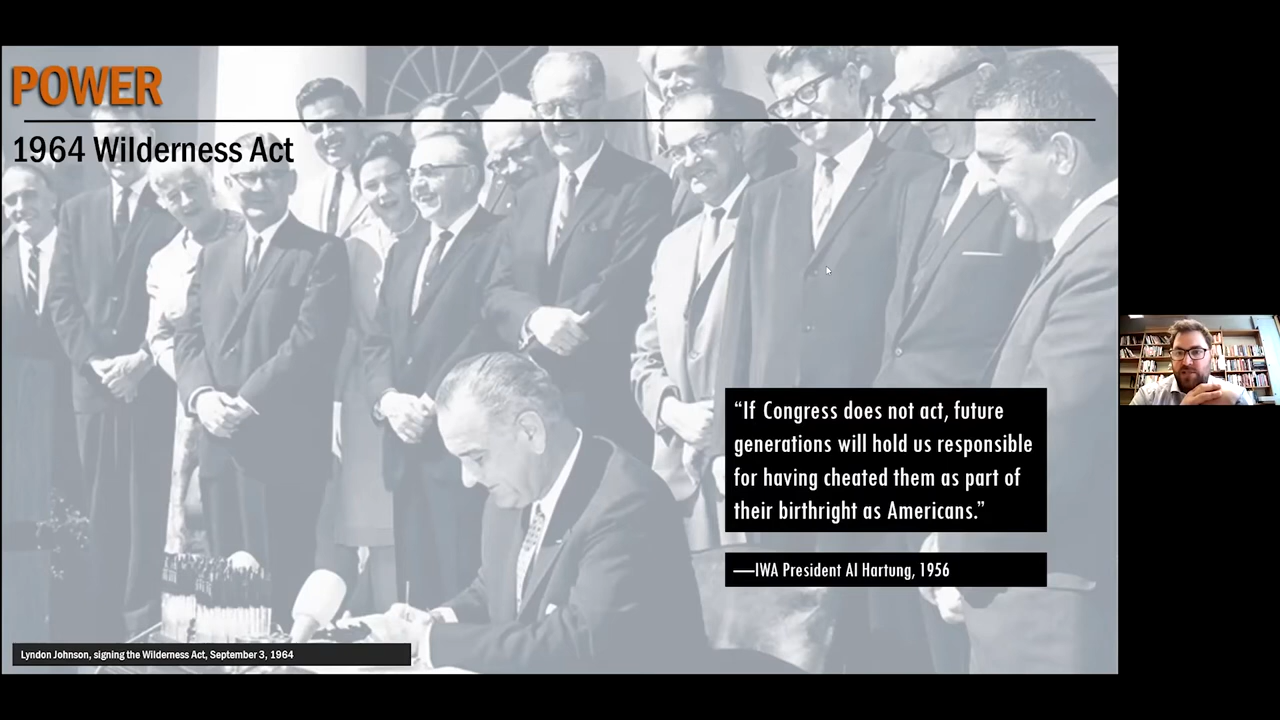 POWER
1964 Wilderness Act
“If Congress does not act, future
generations will hold us responsible
for having cheated them as part of
their birthright as Americans.”
—IWA President Al Hartung, 1956
Lyndon Johnson, signing the Wilderness Act, September 3, 1964